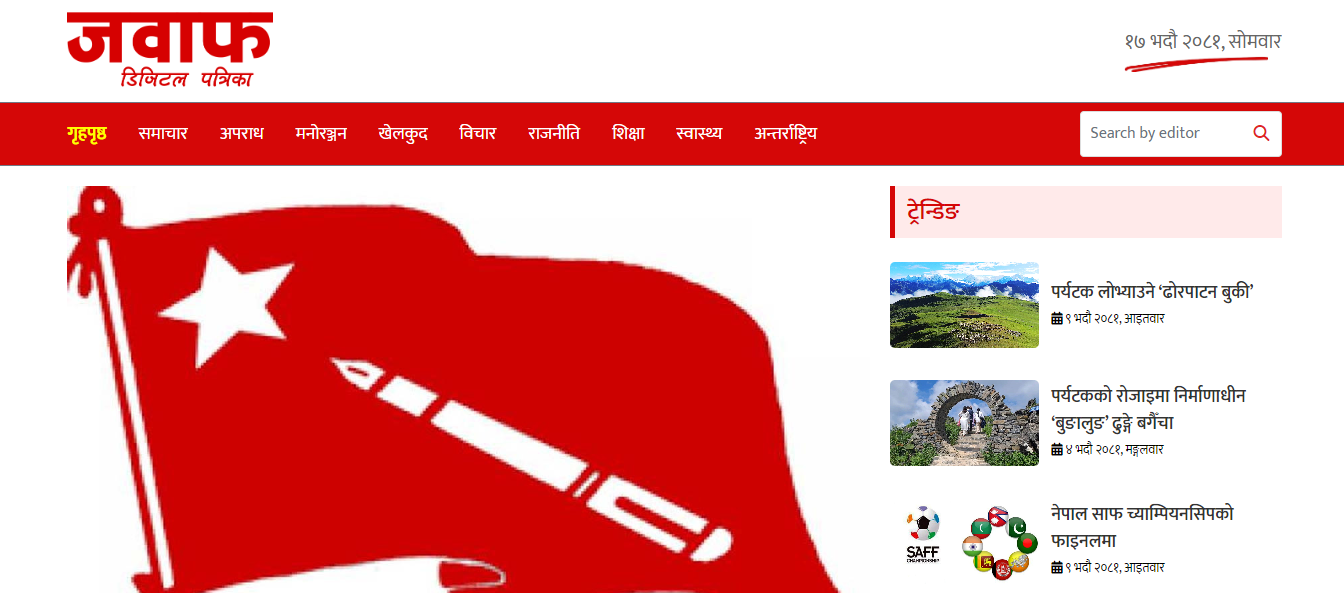 जवाफ
डिजिटल पत्रिका
१७ भदौ २०८१, सोमवार
गृहपृष्ठ समाचार अपराध मनोरञ्जन खेलकुद विचार राजनीति शिक्षा स्वास्थ्य अन्तर्राष्ट्रिय
Search by editor
ट्रेन्डिङ
पर्यटक लोभ्याउने ‘ढोरपाटन बुकी’
९ भदौ २०८१, आइतवार
पर्यटकको रोजाइमा निर्माणाधीन
‘बुङालुङ’ ढुङ्गे बगैँचा
४ भदौ २०८१, मङ्गलवार
SAFF
CHAMPIONSHIP
नेपाल साफ च्याम्पियनसिपको
फाइनलमा
९ भदौ २०८१, आइतवार